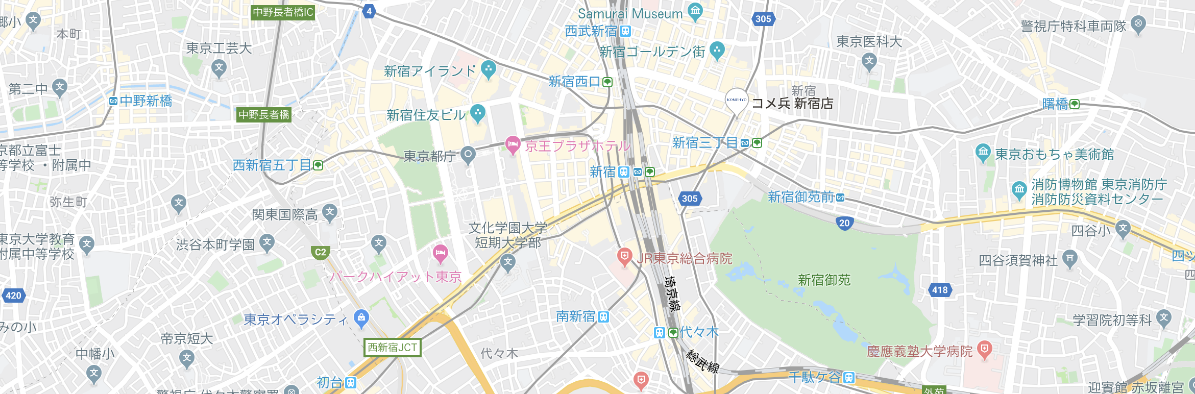 中野長者橋IC
4
Samurai Museum
305
郷小
本町
西武新宿
警視庁特科車両隊
東京工芸大
新宿ゴールデン街
東京医科大
新宿アイランド
新宿西口
第二中
中野新橋
新宿
コメ兵 新宿店
曙橋
中野長者橋
新宿住友ビル
新宿三丁目
京都立富士
等学校・附属中
西新宿五丁目
東京都庁
京王プラザホテル
新宿
東京おもちゃ美術館
消防博物館 東京消防庁
消防防災資料センター
弥生町
305
新宿御苑前
関東国際高
文化学園大学
短期大学部
20
四谷小
東京大学教育
附属中等学校
渋谷本町学園
C2
パークハイアット東京
JR東京総合病院
新宿御苑
四谷須賀神社
四ツ
420
埼京線
418
みの小
東京オペラシティ
南新宿
代々木
学習院初等科
帝京短大
西新宿JCT
代々木
総武線
慶應義塾大学病院
中幡小
初台
千駄ケ谷
外苑
迎賓館 赤坂離宮